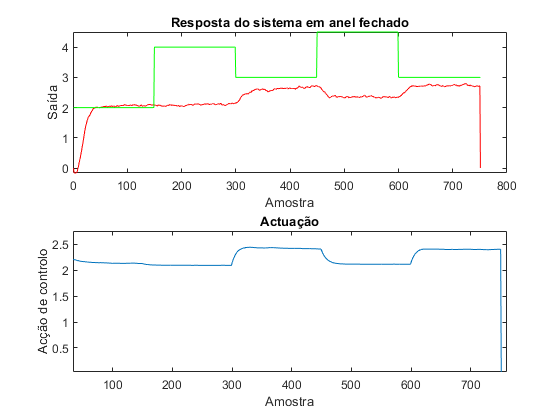 Resposta do sistema em anel fechado
4
3
2
1
0
Saída
0 100 200 300 400 500 600 700 800
Amostra
Actuação
2.5
2
1.5
1
0.5
Acção de controlo
100 200 300 400 500 600 700
Amostra